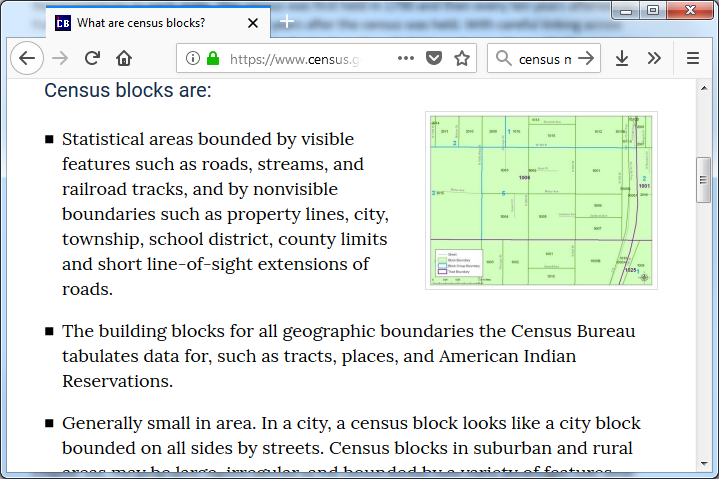 What are census blocks?
https://www.census.g
census n
Census blocks are:
Statistical areas bounded by visible
features such as roads, streams, and
railroad tracks, and by nonvisible
boundaries such as property lines, city,
township, school district, county limits
and short line-of-sight extensions of
roads.
The building blocks for all geographic boundaries the Census Bureau
tabulates data for, such as tracts, places, and American Indian
Reservations.
Generally small in area. In a city, a census block looks like a city block
bounded on all sides by streets. Census blocks in suburban and rural
areas may be large, irregular, and bounded by a variety of features